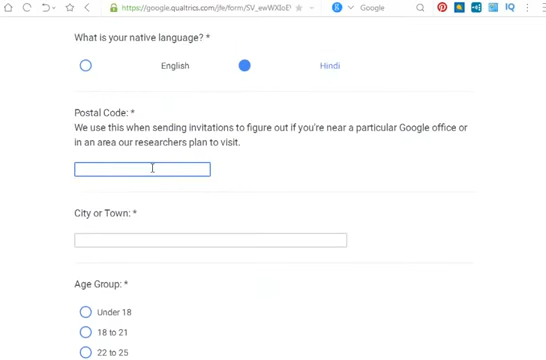 https://google.qualtrics.com/jfe/form/SV_ewWXIoE
Google
IQ
What is your native language? *
English
Hindi
Postal Code: *
We use this when sending invitations to figure out if you're near a particular Google office or
in an area our researchers plan to visit.
City or Town: *
Age Group: *
Under 18
18 to 21
22 to 25